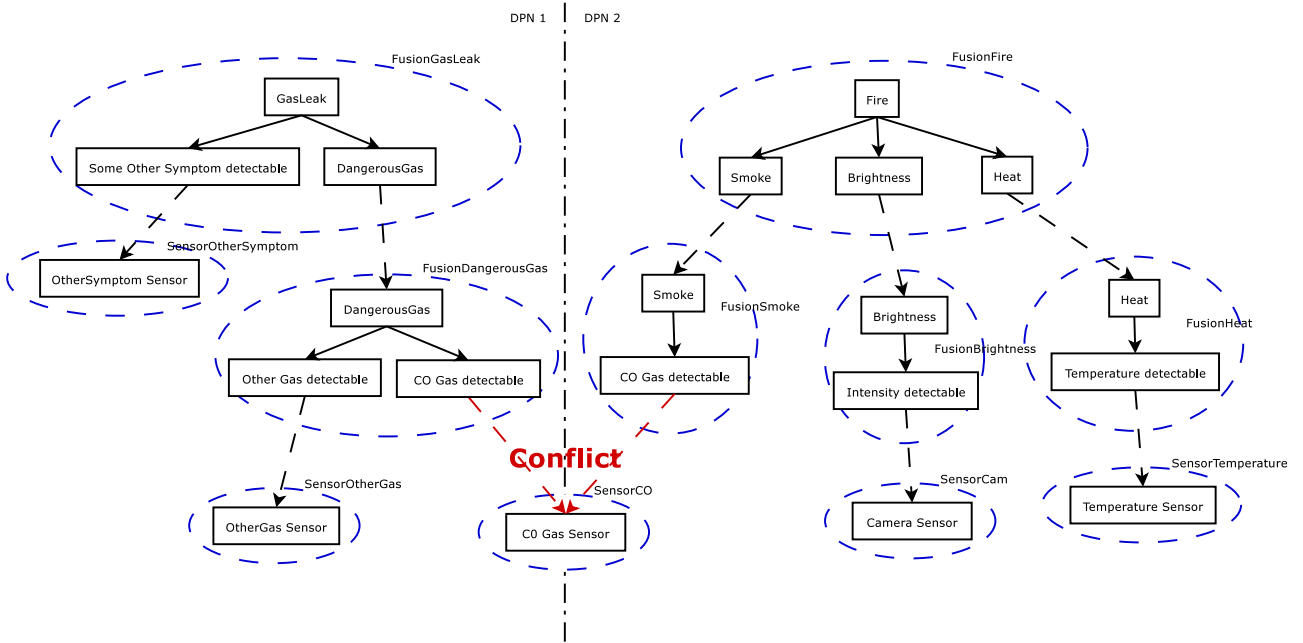 DPN 1
DPN 2
FusionGasLeak
GasLeak
Some Other Symptom detectable
DangerousGas
SensorOtherSymptom
OtherSymptom Sensor
FusionDangerousGas
DangerousGas
Other Gas detectable
CO Gas detectable
SensorOtherGas
OtherGas Sensor
Conflict
SensorCO
C0 Gas Sensor
FusionFire
Fire
Smoke
Brightness
Heat
Smoke
FusionSmoke
CO Gas detectable
Brightness
FusionBrightness
Intensity detectable
Heat
FusionHeat
Temperature detectable
SensorCam
Camera Sensor
SensorTemperature
Temperature Sensor